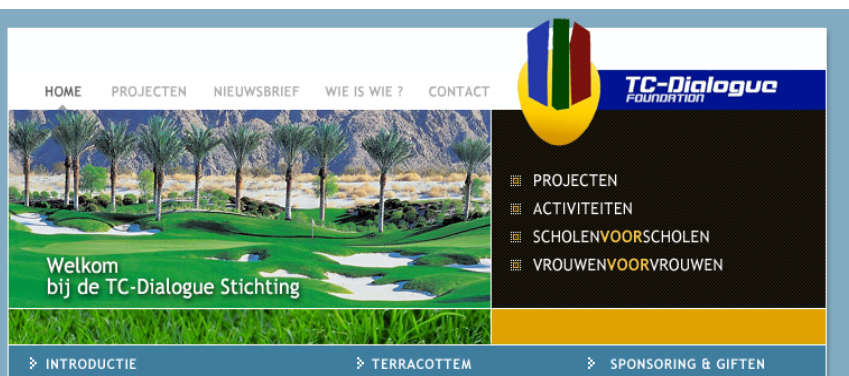 HOME PROJECTEN NIEUWSBRIEF WIE IS WIE ? CONTACT
TC-Dialogue
FOUNDATION
PROJECTEN
ACTIVITEITEN
SCHOLENVOORSCHOLEN
VROUWENVOORVROUWEN
Welkom
bij de TC-Dialogue Stichting
INTRODUCTIE
TERRACOTTEM
SPONSORING & GIFTEN